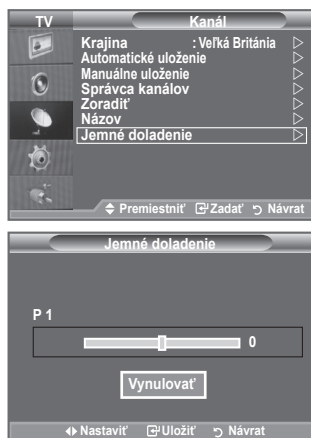 TV Kanál
Krajina : Veľká Británia
Automatické uloženie
Manuálne uloženie
Správca kanálov
Zoradiť
Názov
Jemné doladenie
Premiestniť Zadať Návrat
Jemné doladenie
P 1
0
Vynulovať
Nastaviť Uložiť Návrat